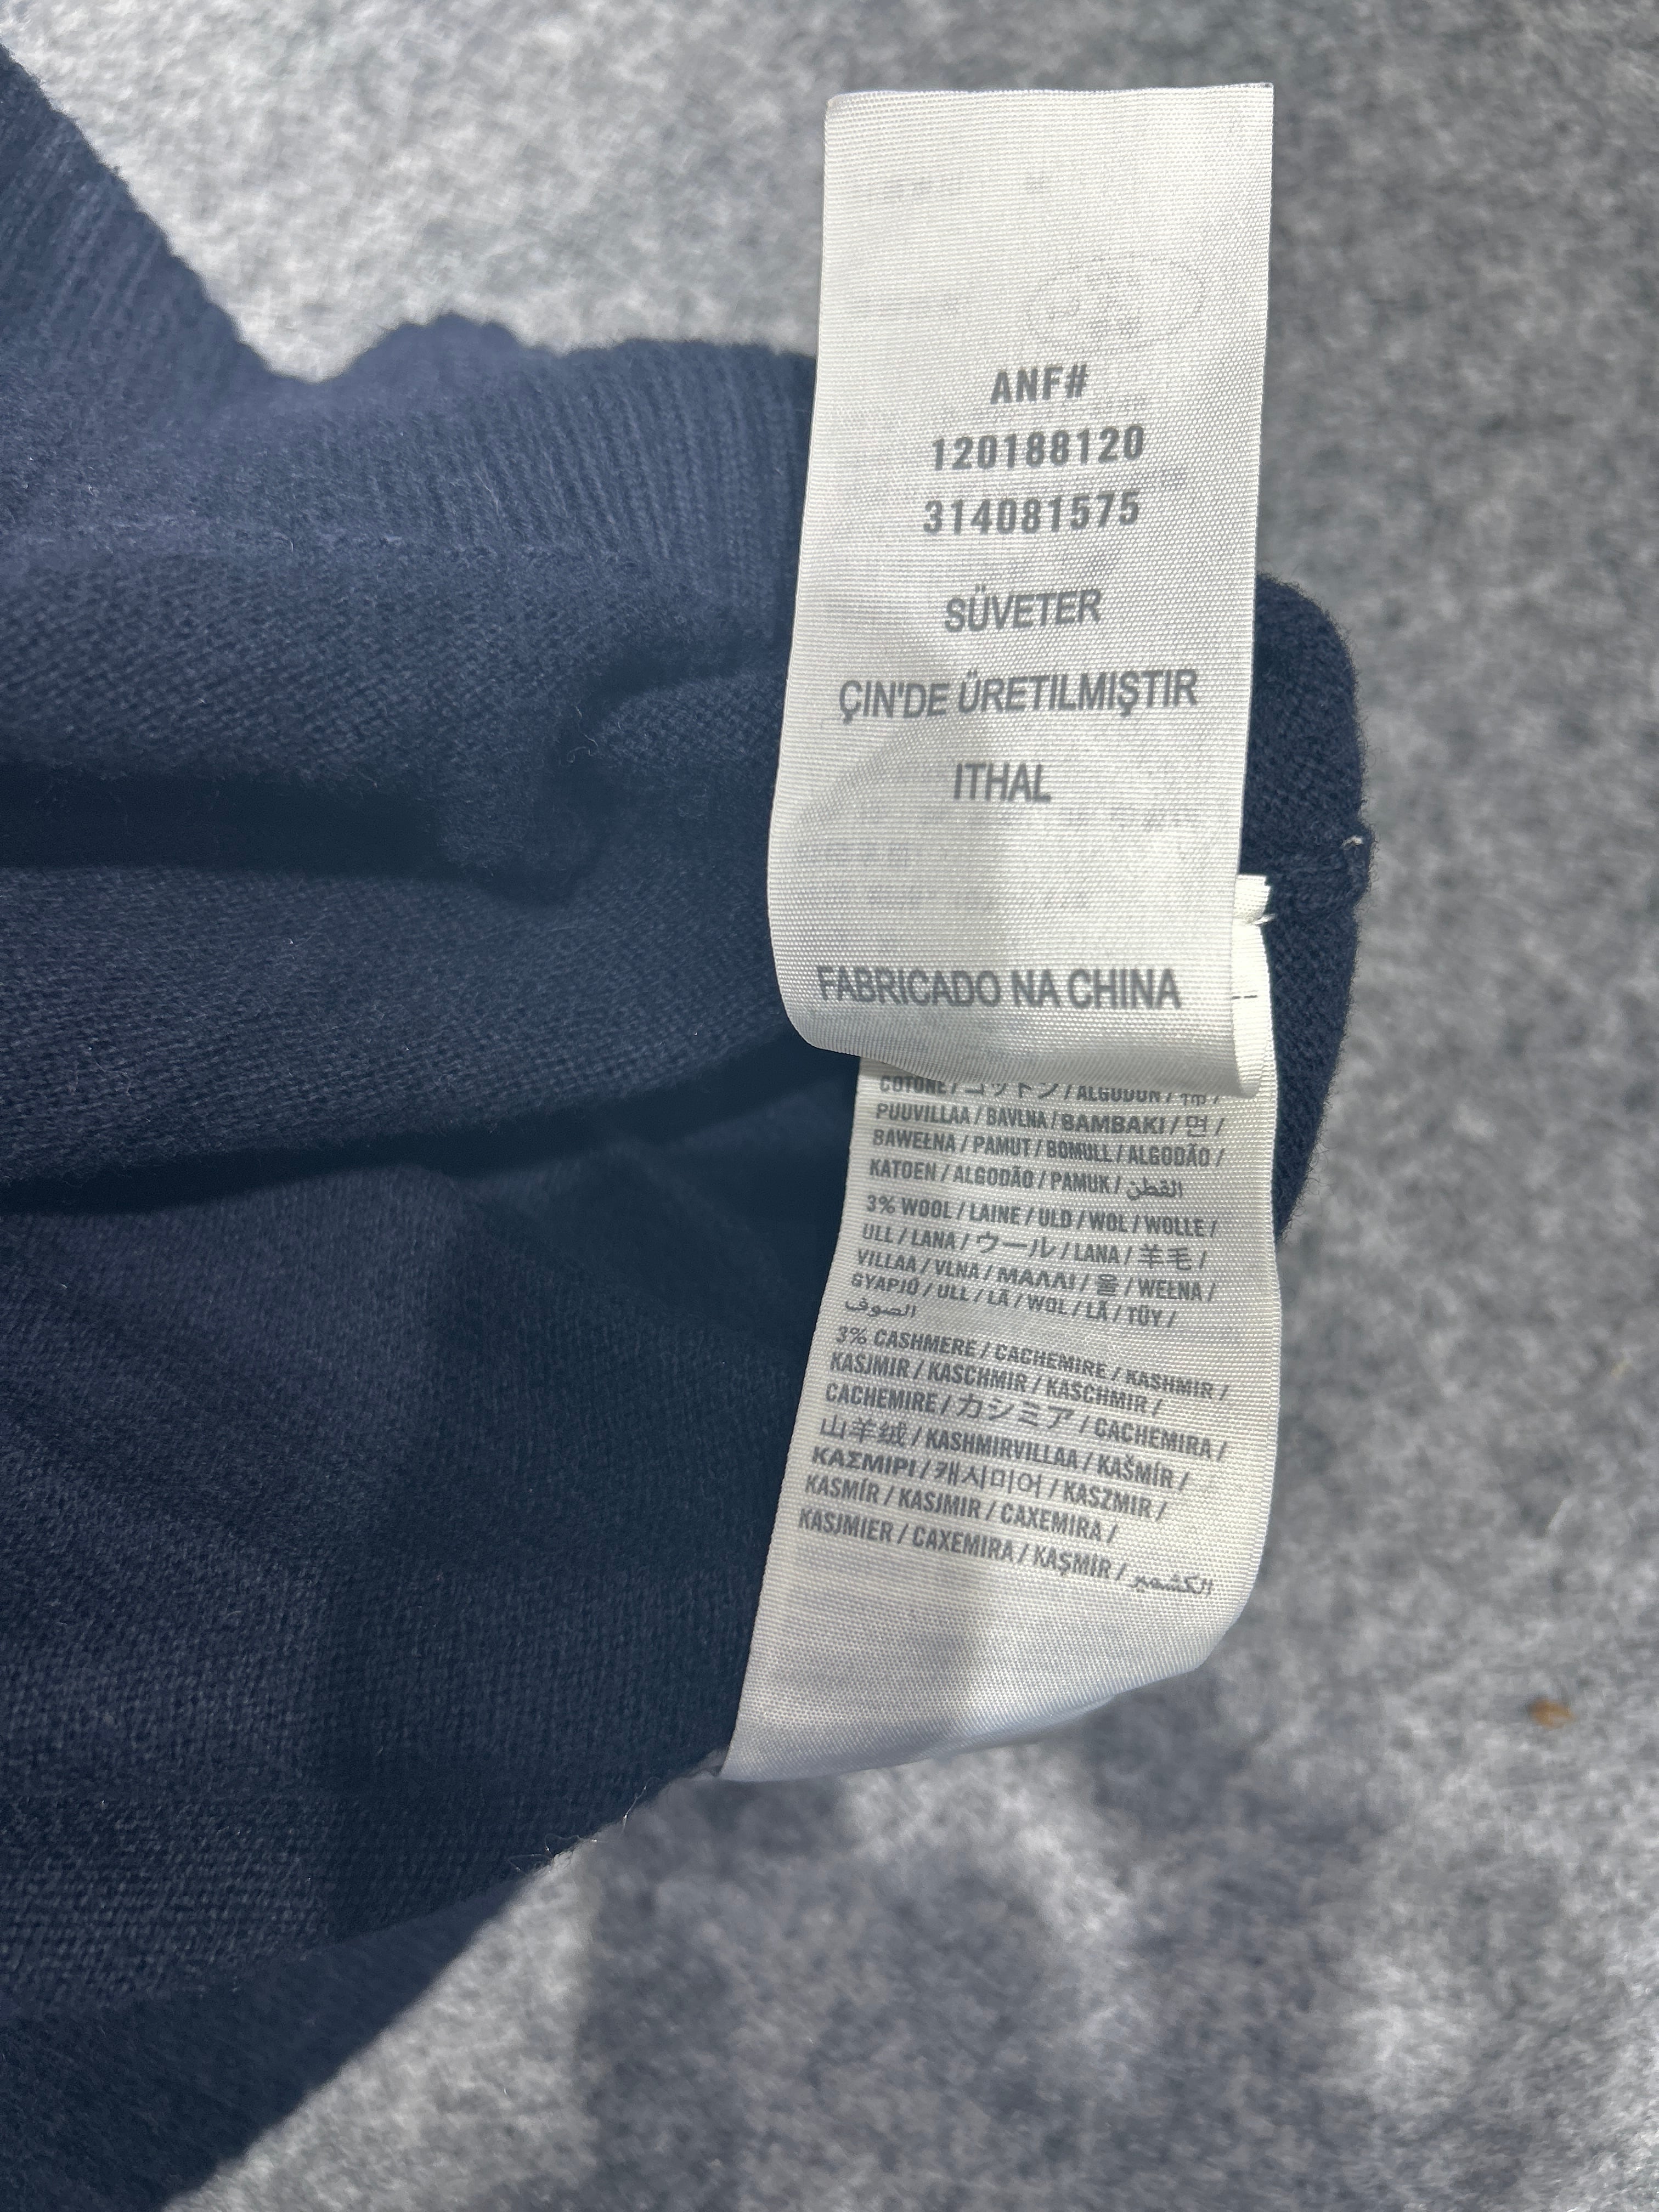 ANF#
120188120
314081575
SÜVETER
ÇIN'DE ÜRETILMIŞTIR
ITHAL
FABRICADO NA CHINA
COTONE / コットン / ALGODÓN / 棉 /
PUUVILLAA / BAVLNA / ΒΑΜΒΑΚΙ / 면 /
BAWEŁNA / PAMUT / BOMULL / ALGODÃO /
KATOEN / ALGODÃO / PAMUK / القطن
3% WOOL / LAINE / ULD / WOL / WOLLE /
ULL / LANA / ウール / LANA / 羊毛 /
VILLAA / VLNA / ΜΑΛΛΙ / 울 / WEŁNA /
GYAPJÚ / ULL / LÃ / WOL / LÃ / TÜY /
الصوف
3% CASHMERE / CACHEMIRE / KASHMIR /
KASJMIR / KASCHMIR / KASCHMIR /
CACHEMIRE / カシミア / CACHEMIRA /
山羊绒 / KASHMIRVILLAA / KAŠMÍR /
ΚΑΣΜΙΡΙ / 캐시미어 / KASZMIR /
KASMÍR / KASJMIR / CAXEMIRA /
KASJMIER / CAXEMIRA / KAŞMİR / الكشمير